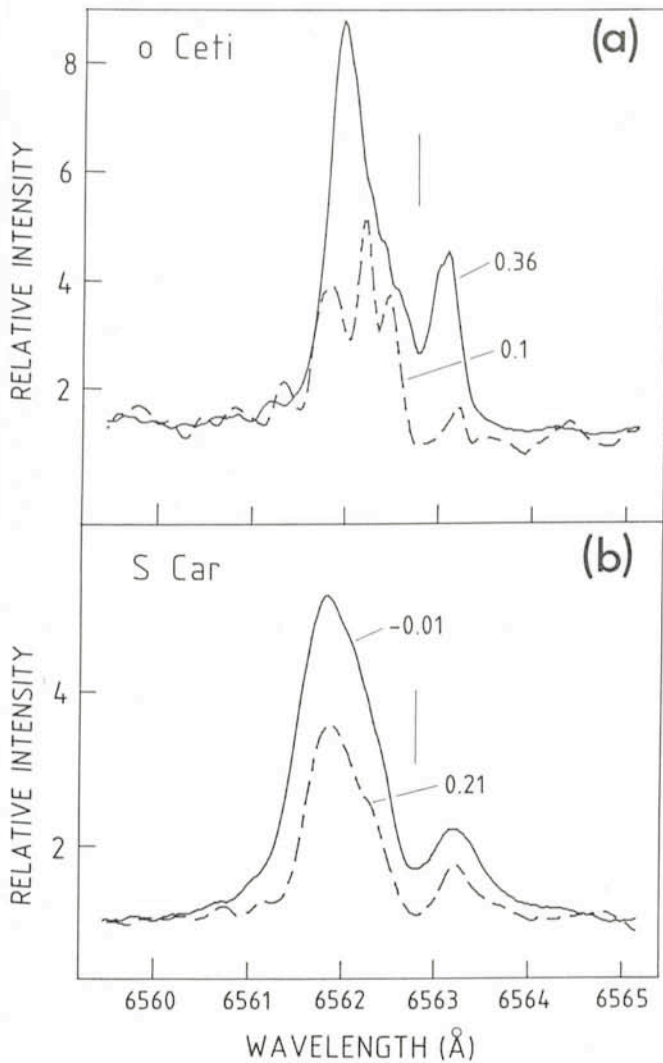 o Ceti
(a)
8
6
4
2
0.36
0.1
RELATIVE INTENSITY
S Car
(b)
4
2
-0.01
0.21
RELATIVE INTENSITY
6560 6561 6562 6563 6564 6565
WAVELENGTH (Å)